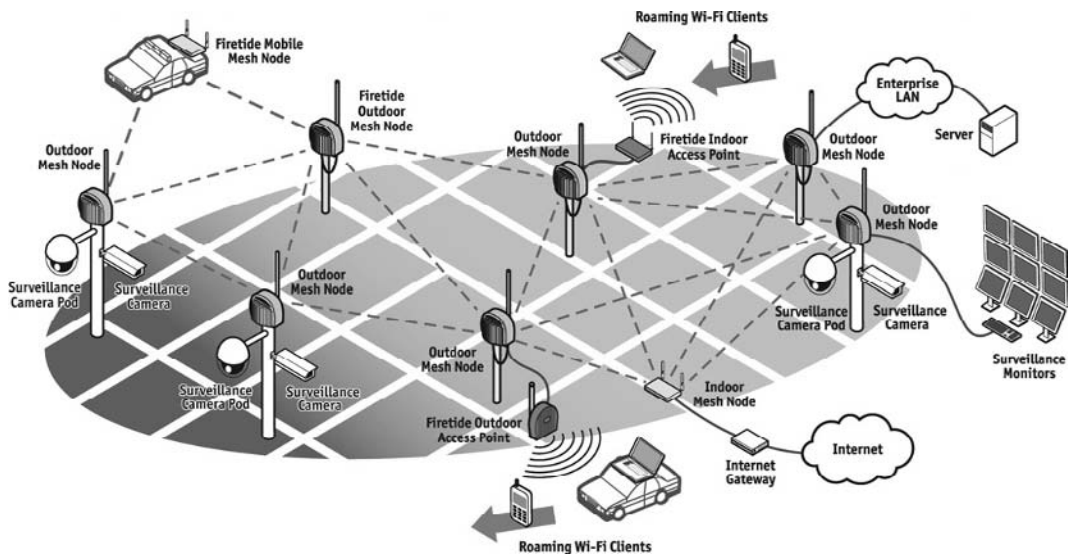 Roaming Wi-Fi Clients
Firetide Mobile
Mesh Node
Firetide
Outdoor
Mesh Node
Enterprise
LAN
Server
Outdoor
Mesh Node
Outdoor
Mesh Node
Firetide Indoor
Access Point
Outdoor
Mesh Node
Outdoor
Mesh Node
Surveillance
Camera Pod
Surveillance
Camera
Outdoor
Mesh Node
Surveillance
Camera Pod
Surveillance
Camera
Surveillance
Camera Pod
Surveillance
Camera
Surveillance
Monitors
Outdoor
Mesh Node
Indoor
Mesh Node
Firetide Outdoor
Access Point
Internet
Gateway
Internet
Roaming Wi-Fi Clients